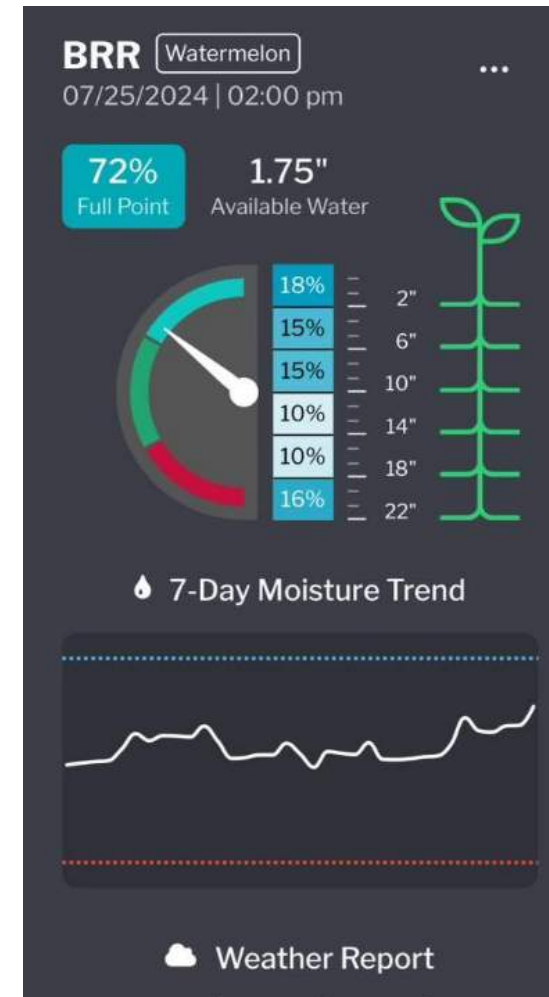 BRR Watermelon
07/25/2024 | 02:00 pm
72% 1.75"
Full Point Available Water
18%
2"
15%
6"
15%
10"
10%
14"
10%
18"
16%
22"
7-Day Moisture Trend
Weather Report